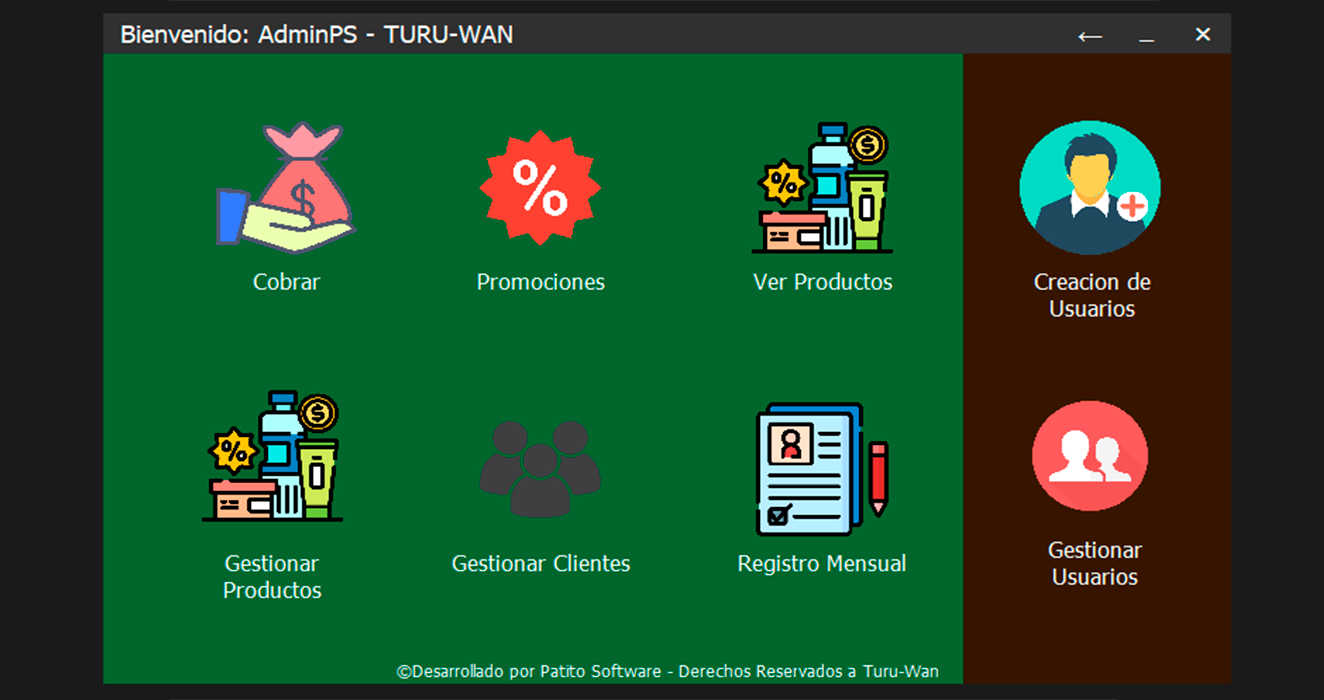 Bienvenido: AdminPS - TURU-WAN
Cobrar
Promociones
Ver Productos
Creacion de
Usuarios
Gestionar
Productos
Gestionar Clientes
Registro Mensual
Gestionar
Usuarios
©Desarrollado por Patito Software - Derechos Reservados a Turu-Wan